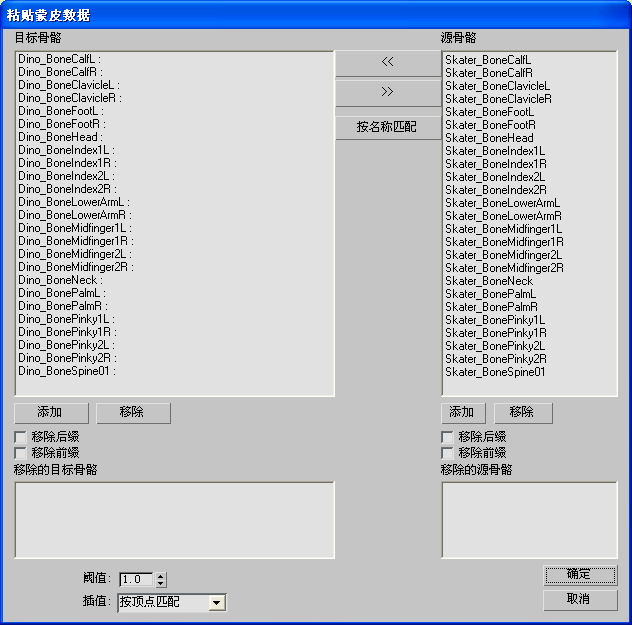 粘贴蒙皮数据
目标骨骼
Dino_BoneCalfL :
Dino_BoneCalfR :
Dino_BoneClavicleL :
Dino_BoneClavicleR :
Dino_BoneFootL :
Dino_BoneFootR :
Dino_BoneHead :
Dino_BoneIndex1L :
Dino_BoneIndex1R :
Dino_BoneIndex2L :
Dino_BoneIndex2R :
Dino_BoneLowerArmL :
Dino_BoneLowerArmR :
Dino_BoneMidfinger1L :
Dino_BoneMidfinger1R :
Dino_BoneMidfinger2L :
Dino_BoneMidfinger2R :
Dino_BoneNeck :
Dino_BonePalmL :
Dino_BonePalmR :
Dino_BonePinky1L :
Dino_BonePinky1R :
Dino_BonePinky2L :
Dino_BonePinky2R :
Dino_BoneSpine01 :
添加 移除
移除后缀
移除前缀
移除的目标骨骼
<<
>>
按名称匹配
源骨骼
Skater_BoneCalfL
Skater_BoneCalfR
Skater_BoneClavicleL
Skater_BoneClavicleR
Skater_BoneFootL
Skater_BoneFootR
Skater_BoneHead
Skater_BoneIndex1L
Skater_BoneIndex1R
Skater_BoneIndex2L
Skater_BoneIndex2R
Skater_BoneLowerArmL
Skater_BoneLowerArmR
Skater_BoneMidfinger1L
Skater_BoneMidfinger1R
Skater_BoneMidfinger2L
Skater_BoneMidfinger2R
Skater_BoneNeck
Skater_BonePalmL
Skater_BonePalmR
Skater_BonePinky1L
Skater_BonePinky1R
Skater_BonePinky2L
Skater_BonePinky2R
Skater_BoneSpine01
添加 移除
移除后缀
移除前缀
移除的源骨骼
阈值: 1.0
插值: 按顶点匹配
确定
取消